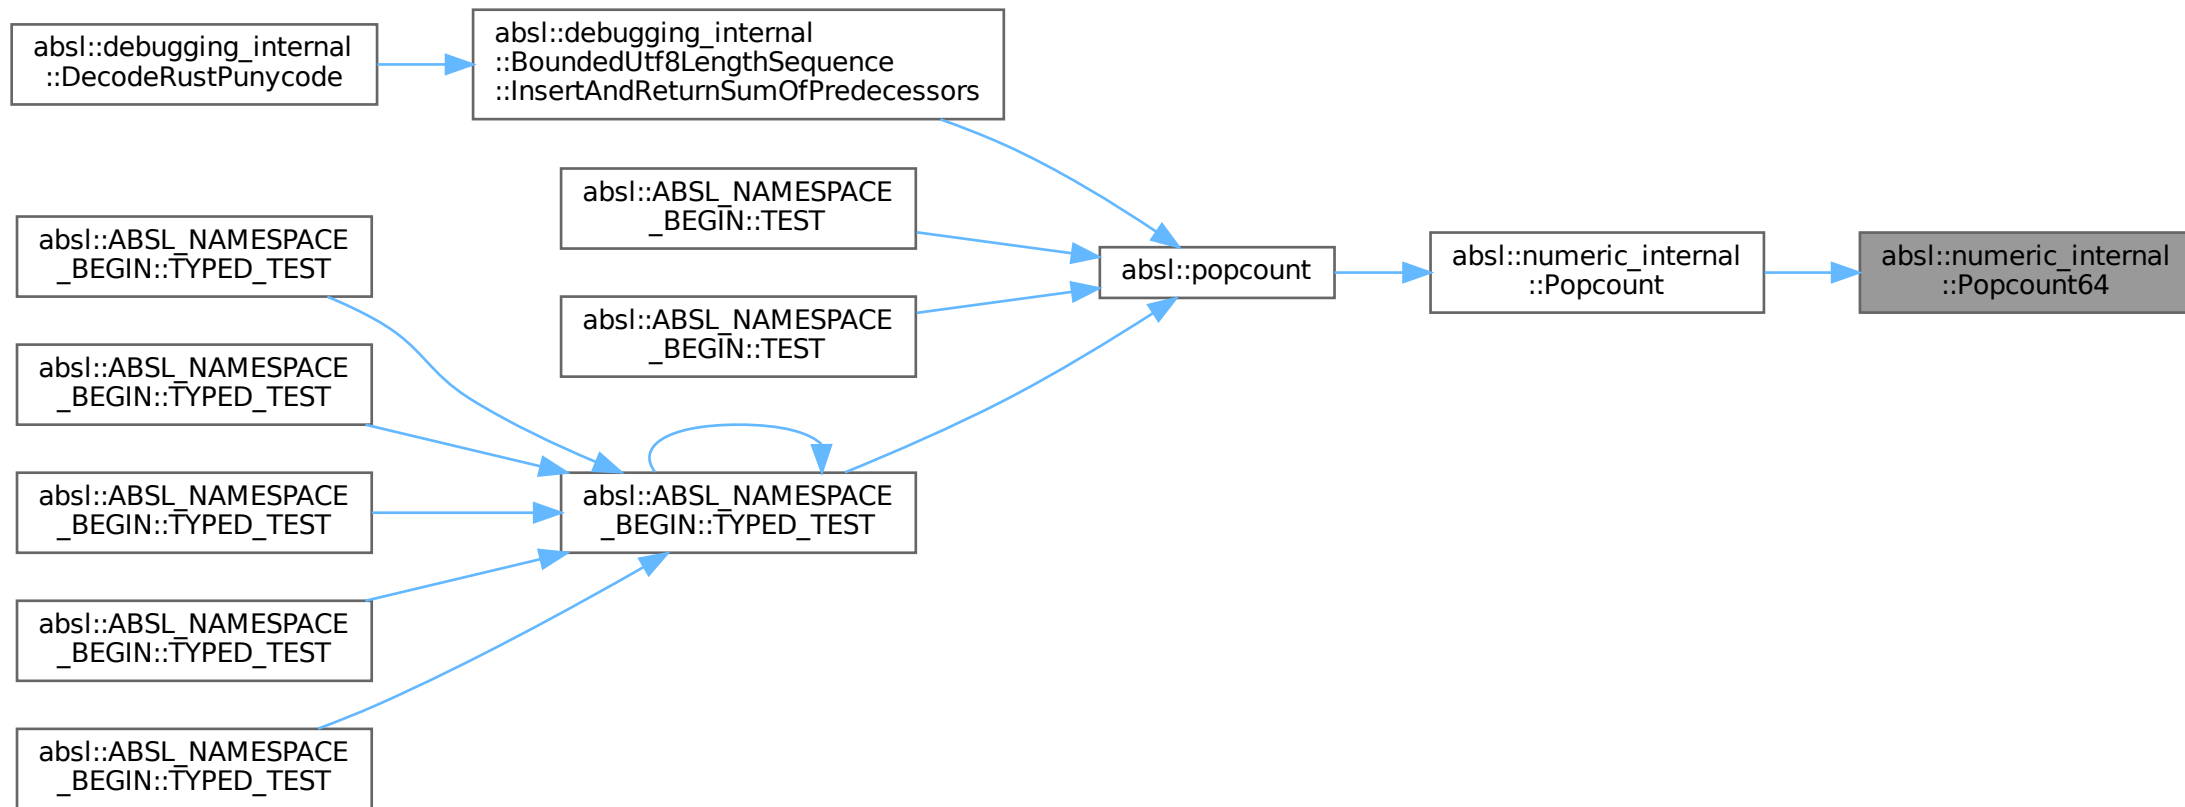 absl::debugging_internal
::DecodeRustPunycode
absl::debugging_internal
::BoundedUtf8LengthSequence
::InsertAndReturnSumOfPredecessors
absl::ABSL_NAMESPACE
_BEGIN::TEST
absl::ABSL_NAMESPACE
_BEGIN::TYPED_TEST
absl::popcount
absl::numeric_internal
::Popcount
absl::numeric_internal
::Popcount64
absl::ABSL_NAMESPACE
_BEGIN::TEST
absl::ABSL_NAMESPACE
_BEGIN::TYPED_TEST
absl::ABSL_NAMESPACE
_BEGIN::TYPED_TEST
absl::ABSL_NAMESPACE
_BEGIN::TYPED_TEST
absl::ABSL_NAMESPACE
_BEGIN::TYPED_TEST
absl::ABSL_NAMESPACE
_BEGIN::TYPED_TEST